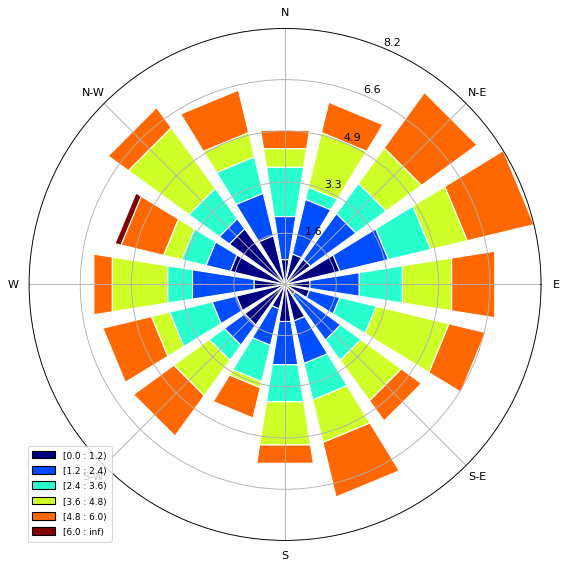 N
8.2
6.6
N-W
N-E
4.9
3.3
1.6
W
E
[0.0 : 1.2)
[1.2 : 2.4)
S-W
S-E
[2.4 : 3.6)
[3.6 : 4.8)
[4.8 : 6.0)
[6.0 : inf)
S